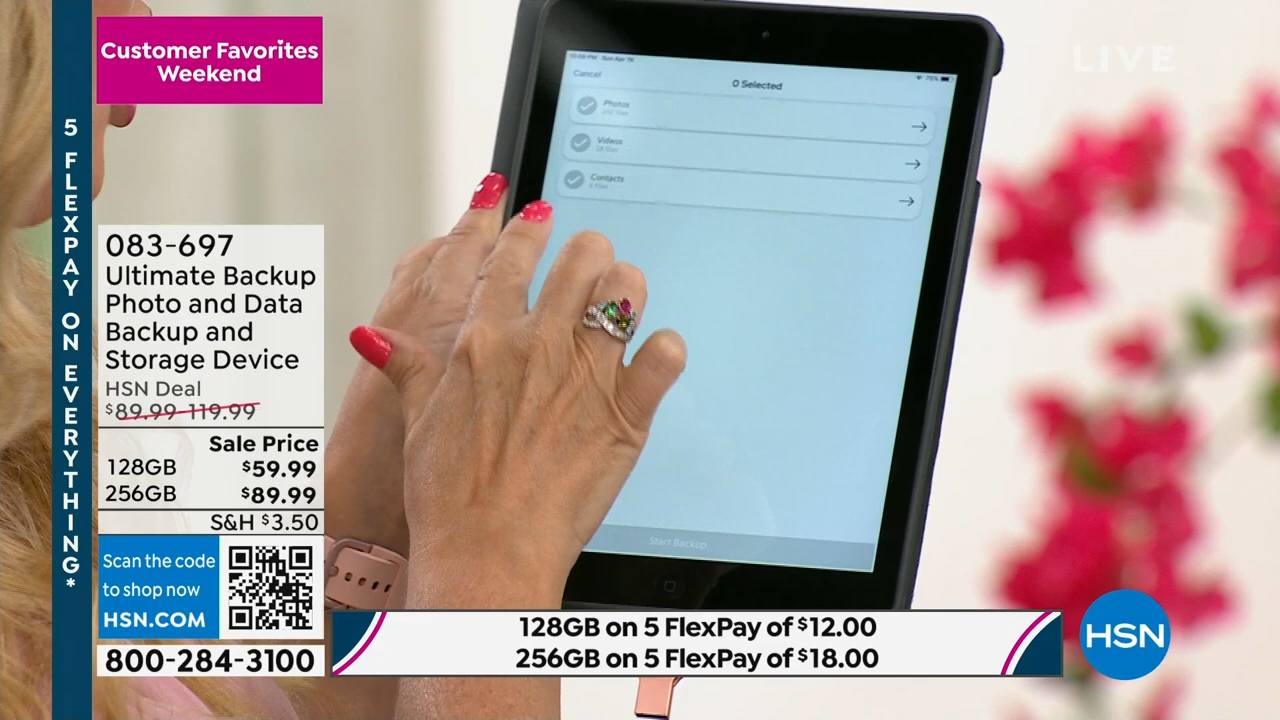 Customer Favorites
Weekend
5 FLEXPAY ON EVERYTHING*
083-697
Ultimate Backup
Photo and Data
Backup and
Storage Device
HSN Deal
$89.99-119.99
Sale Price
128GB $59.99
256GB $89.99
S&H $3.50
Scan the code
to shop now
HSN.COM
800-284-3100
LIVE
Cancel
0 Selected
Photos
Videos
Contacts
Start Backup
128GB on 5 FlexPay of $12.00
256GB on 5 FlexPay of $18.00
HSN